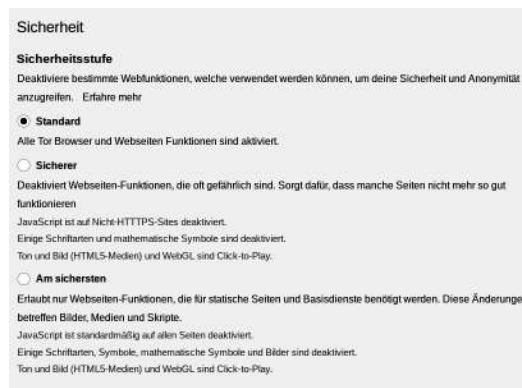 Sicherheit
Sicherheitsstufe
Deaktiviere bestimmte Webfunktionen, welche verwendet werden können, um deine Sicherheit und Anonymität
anzugreifen. Erfahre mehr
Standard
Alle Tor Browser und Webseiten Funktionen sind aktiviert.
Sicherer
Deaktiviert Webseiten-Funktionen, die oft gefährlich sind. Sorgt dafür, dass manche Seiten nicht mehr so gut
funktionieren
JavaScript ist auf Nicht-HTTTPS-Sites deaktiviert.
Einige Schriftarten und mathematische Symbole sind deaktiviert.
Ton und Bild (HTML5-Medien) und WebGL sind Click-to-Play.
Am sichersten
Erlaubt nur Webseiten-Funktionen, die für statische Seiten und Basisdienste benötigt werden. Diese Änderunge
betreffen Bilder, Medien und Skripte.
JavaScript ist standardmäßig auf allen Seiten deaktiviert.
Einige Schriftarten, Symbole, mathematische Symbole und Bilder sind deaktiviert.
Ton und Bild (HTML5-Medien) und WebGL sind Click-to-Play.